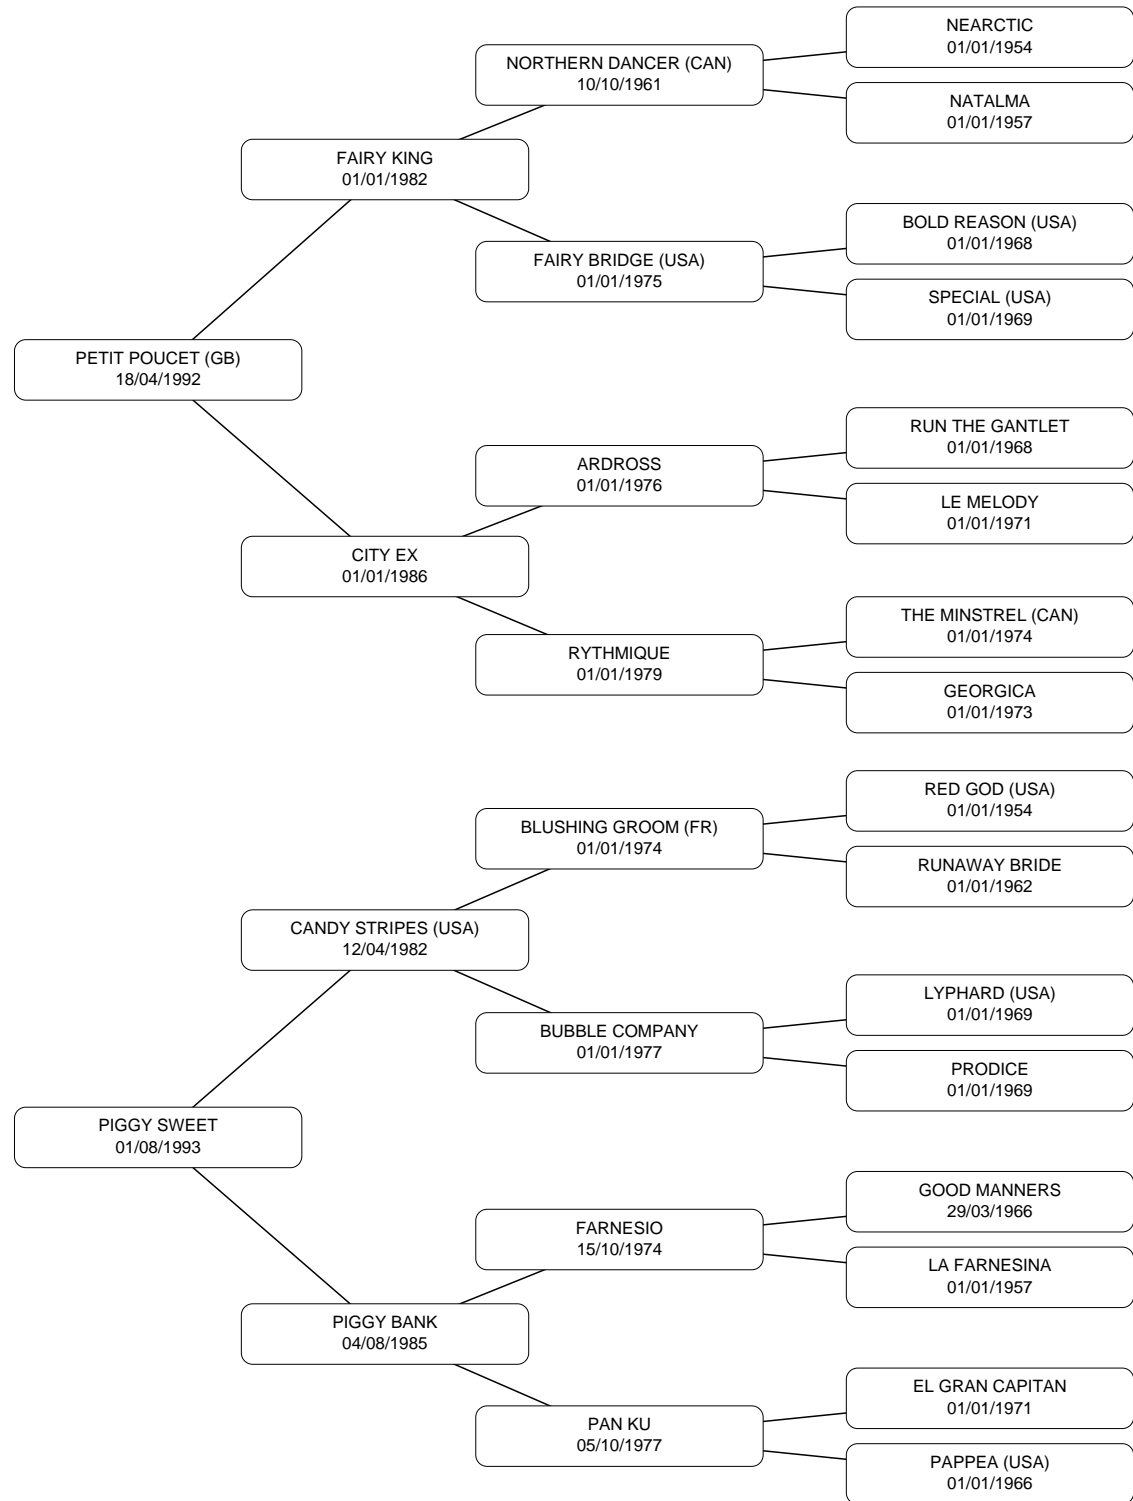 NEARCTIC
01/01/1954
NORTHERN DANCER (CAN)
10/10/1961
NATALMA
01/01/1957
FAIRY KING
01/01/1982
BOLD REASON (USA)
01/01/1968
FAIRY BRIDGE (USA)
01/01/1975
SPECIAL (USA)
01/01/1969
PETIT POUCET (GB)
18/04/1992
RUN THE GANTLET
01/01/1968
ARDROSS
01/01/1976
LE MELODY
01/01/1971
CITY EX
01/01/1986
THE MINSTREL (CAN)
01/01/1974
RYTHMIQUE
01/01/1979
GEORGICA
01/01/1973
RED GOD (USA)
01/01/1954
BLUSHING GROOM (FR)
01/01/1974
RUNAWAY BRIDE
01/01/1962
CANDY STRIPES (USA)
12/04/1982
LYPHARD (USA)
01/01/1969
BUBBLE COMPANY
01/01/1977
PRODICE
01/01/1969
PIGGY SWEET
01/08/1993
GOOD MANNERS
29/03/1966
FARNESIO
15/10/1974
LA FARNESINA
01/01/1957
PIGGY BANK
04/08/1985
EL GRAN CAPITAN
01/01/1971
PAN KU
05/10/1977
PAPPEA (USA)
01/01/1966